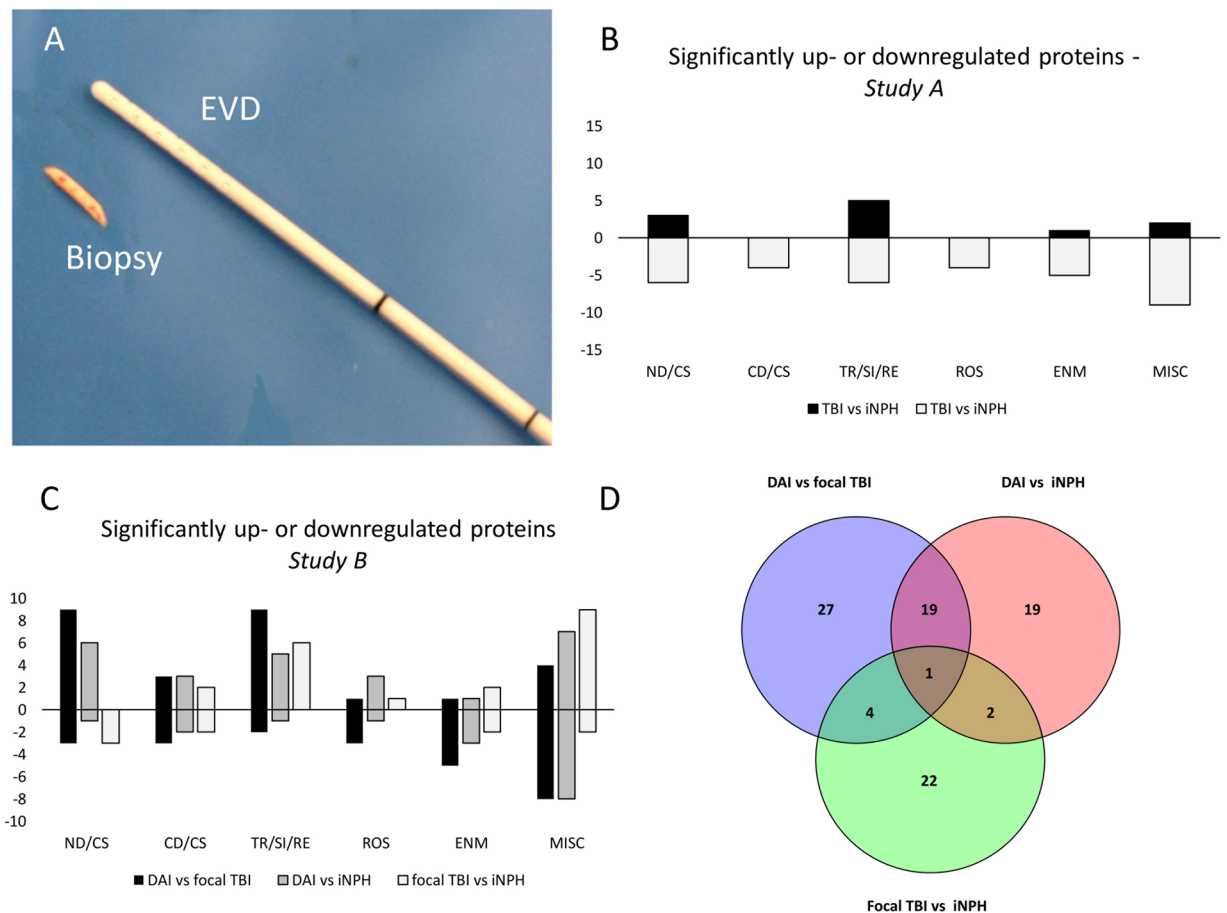 A
EVD
Biopsy
B
Significantly up- or downregulated proteins -
Study A
15
10
5
0
-5
-10
-15
ND/CS CD/CS TR/SI/RE ROS ENM MISC
TBI vs iNPH TBI vs iNPH
C
Significantly up- or downregulated proteins
Study B
10
8
6
4
2
0
-2
-4
-6
-8
-10
ND/CS CD/CS TR/SI/RE ROS ENM MISC
DAI vs focal TBI DAI vs iNPH focal TBI vs iNPH
D
DAI vs focal TBI DAI vs iNPH
27 19 19
1
4 2
22
Focal TBI vs iNPH